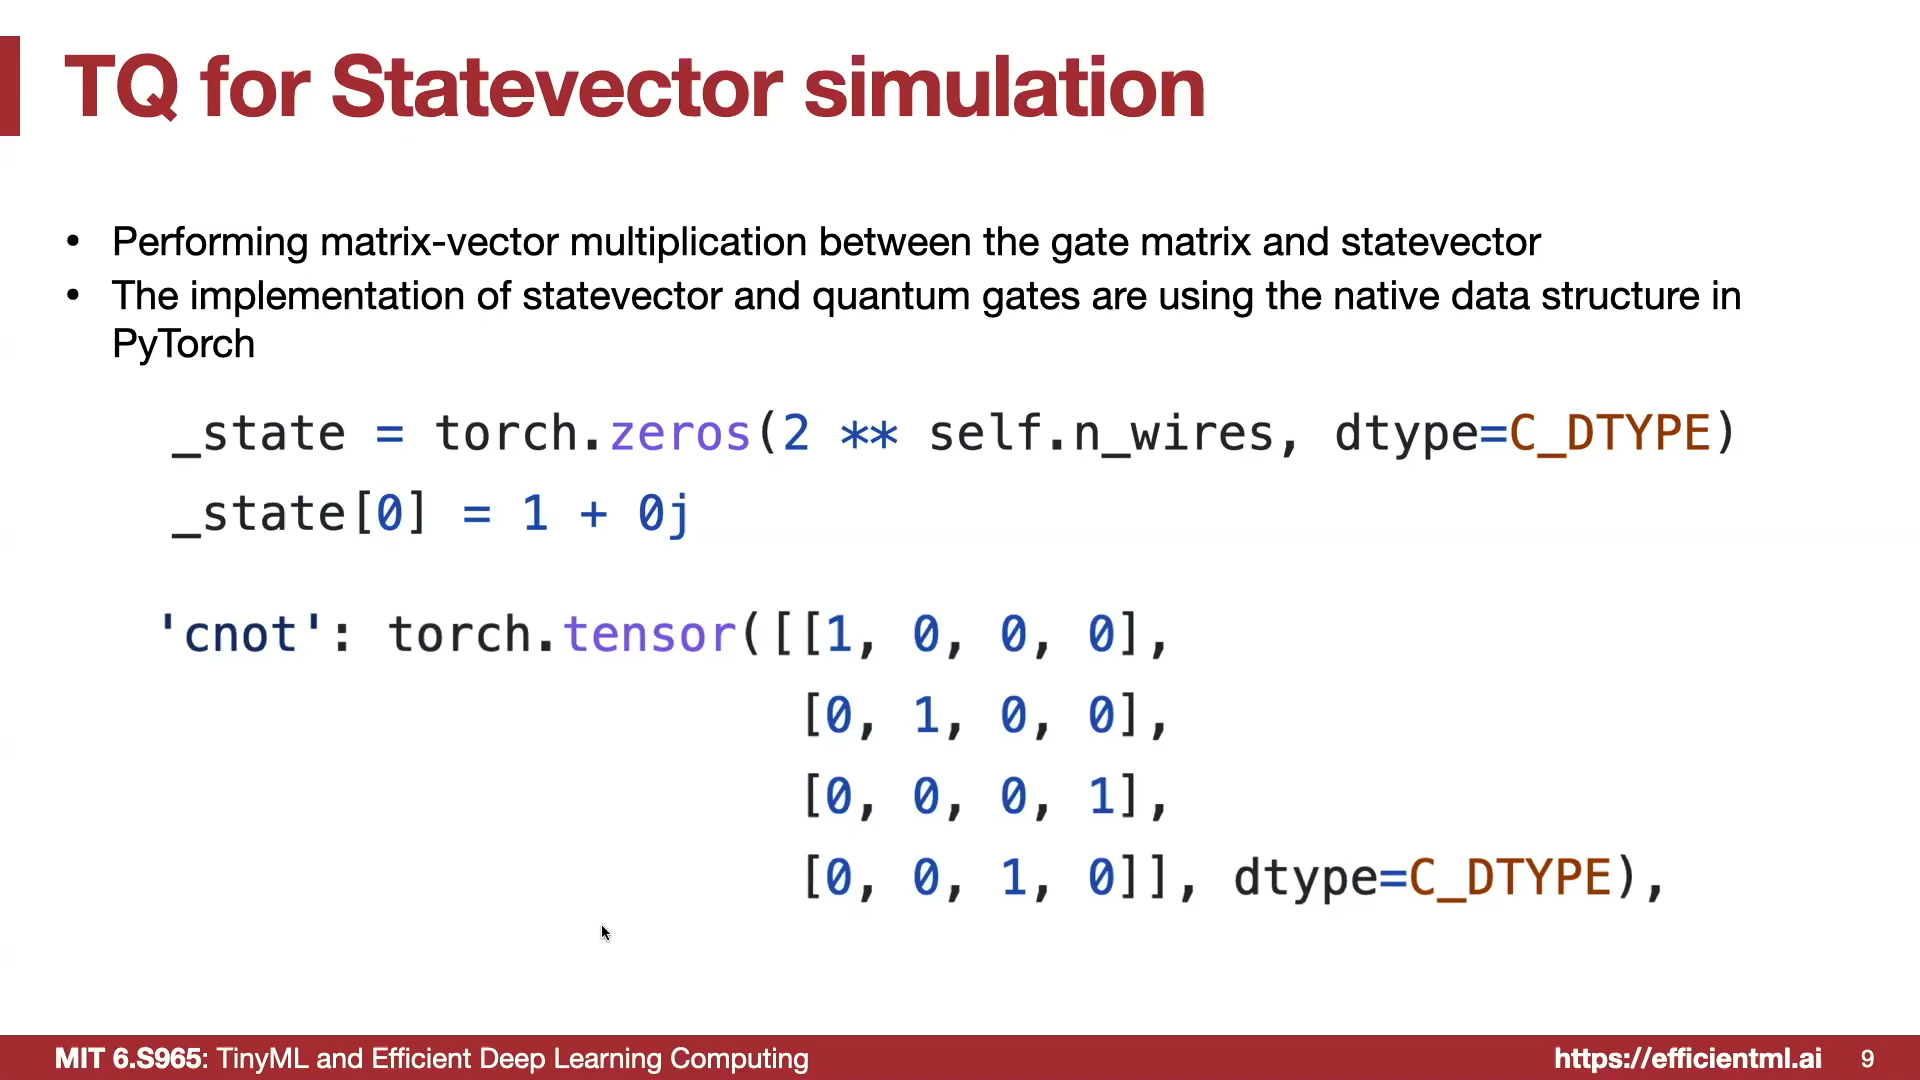 TQ for Statevector simulation
• Performing matrix-vector multiplication between the gate matrix and statevector
• The implementation of statevector and quantum gates are using the native data structure in
PyTorch
_state = torch.zeros(2 ** self.n_wires, dtype=C_DTYPE)
_state[0] = 1 + 0j
'cnot': torch.tensor([[1, 0, 0, 0],
[0, 1, 0, 0],
[0, 0, 0, 1],
[0, 0, 1, 0]], dtype=C_DTYPE),
MIT 6.S965: TinyML and Efficient Deep Learning Computing https://efficientml.ai 9